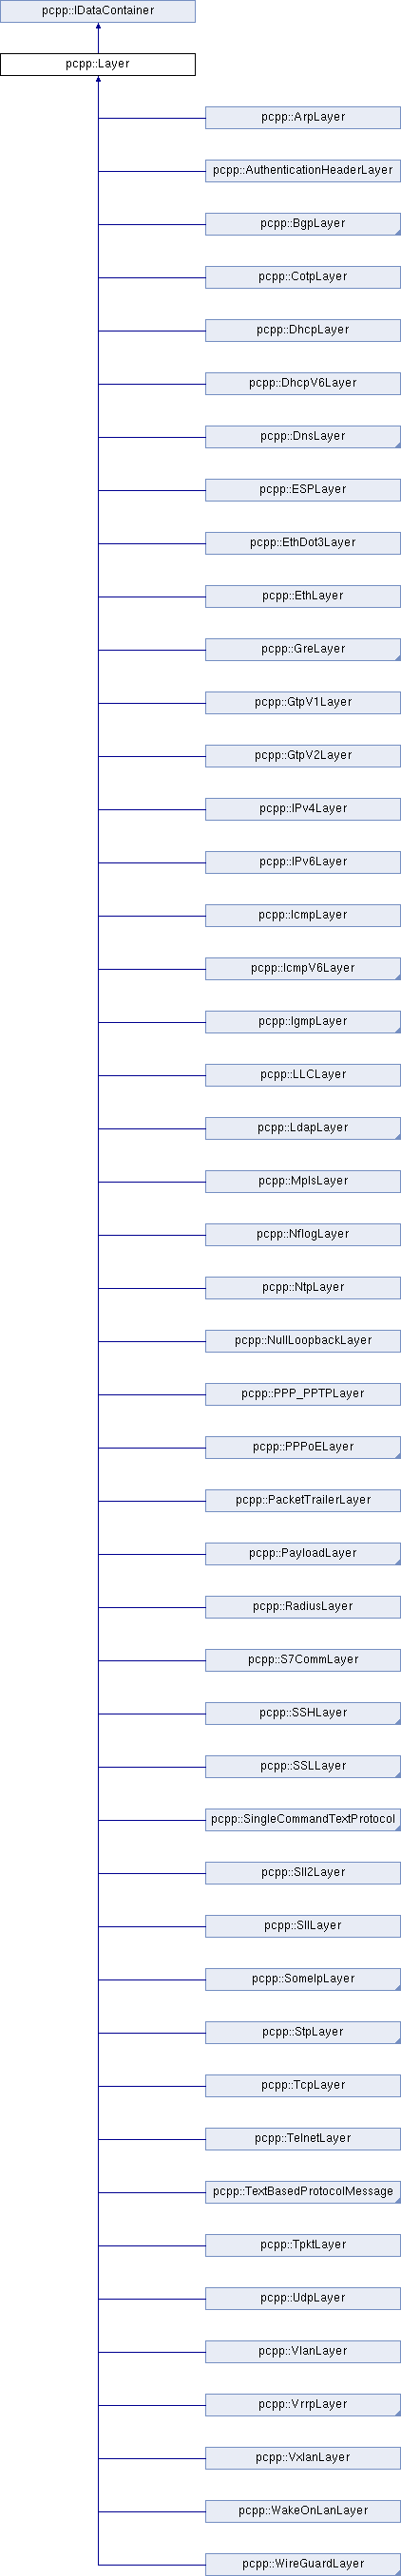 pcpp::IDataContainer
pcpp::Layer
pcpp::ArpLayer
pcpp::AuthenticationHeaderLayer
pcpp::BgpLayer
pcpp::CotpLayer
pcpp::DhcpLayer
pcpp::DhcpV6Layer
pcpp::DnsLayer
pcpp::ESPLayer
pcpp::EthDot3Layer
pcpp::EthLayer
pcpp::GreLayer
pcpp::GtpV1Layer
pcpp::GtpV2Layer
pcpp::IPv4Layer
pcpp::IPv6Layer
pcpp::IcmpLayer
pcpp::IcmpV6Layer
pcpp::IgmpLayer
pcpp::LLCLayer
pcpp::LdapLayer
pcpp::MplsLayer
pcpp::NflogLayer
pcpp::NtpLayer
pcpp::NullLoopbackLayer
pcpp::PPP_PPTPLayer
pcpp::PPPoELayer
pcpp::PacketTrailerLayer
pcpp::PayloadLayer
pcpp::RadiusLayer
pcpp::S7CommLayer
pcpp::SSHLayer
pcpp::SSLLayer
pcpp::SingleCommandTextProtocol
pcpp::Sll2Layer
pcpp::SllLayer
pcpp::SomeIpLayer
pcpp::StpLayer
pcpp::TcpLayer
pcpp::TelnetLayer
pcpp::TextBasedProtocolMessage
pcpp::TpktLayer
pcpp::UdpLayer
pcpp::VlanLayer
pcpp::VrrpLayer
pcpp::VxlanLayer
pcpp::WakeOnLanLayer
pcpp::WireGuardLayer